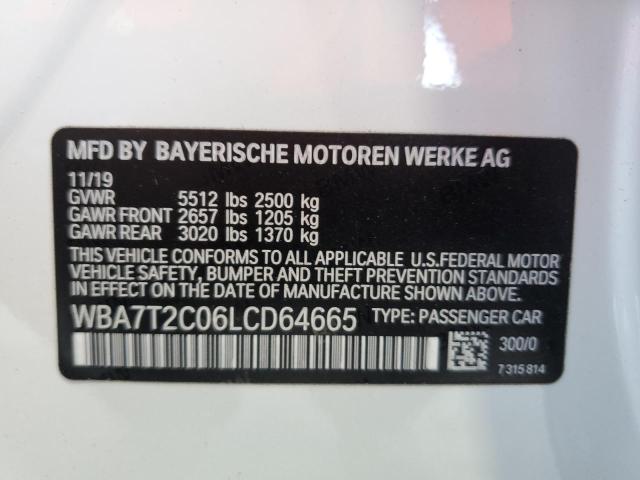 MFD BY BAYERISCHE MOTOREN WERKE AG
11/19
GVWR 5512 lbs 2500 kg
GAWR FRONT 2657 lbs 1205 kg
GAWR REAR 3020 lbs 1370 kg
THIS VEHICLE CONFORMS TO ALL APPLICABLE U.S.FEDERAL MOTOR
VEHICLE SAFETY, BUMPER AND THEFT PREVENTION STANDARDS
IN EFFECT ON THE DATE OF MANUFACTURE SHOWN ABOVE.
WBA7T2C06LCD64665 TYPE: PASSENGER CAR
300/0
7 315 814